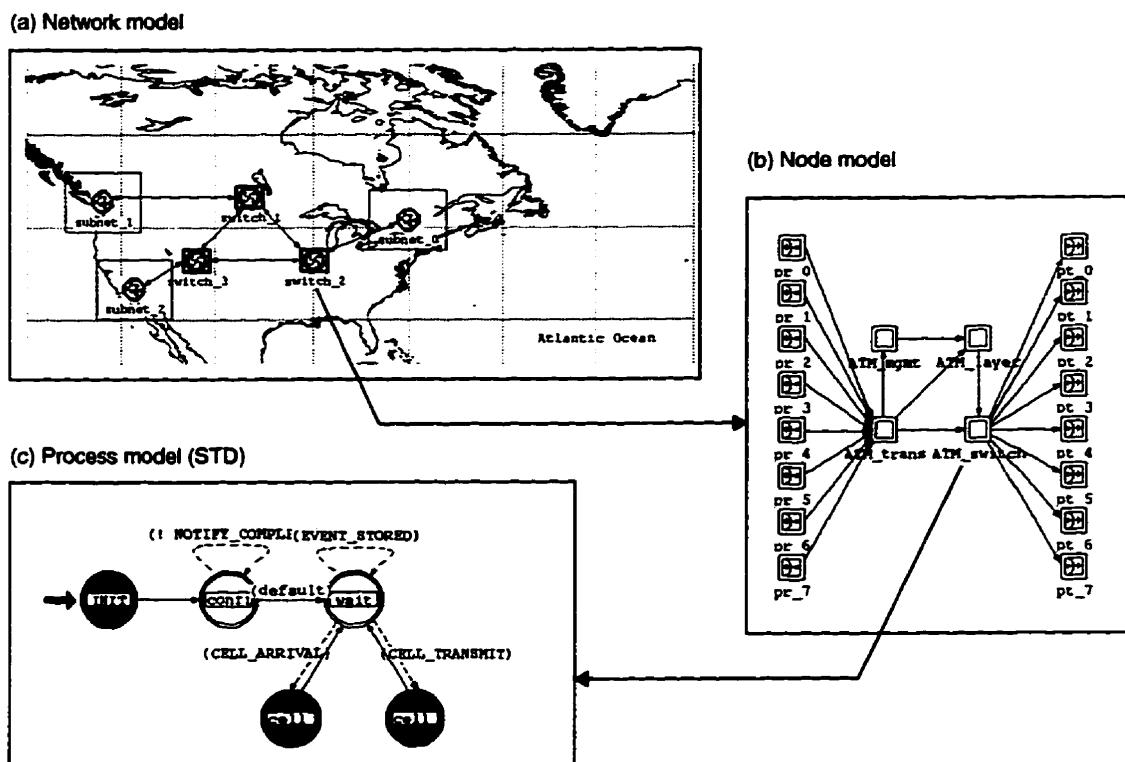 (a) Network model
subnet_1
switch_1
subnet_0
switch_3
switch_2
subnet_2
Atlantic Ocean
(b) Node model
pr_0
pt_0
pr_1
pt_1
pr_2
ATM_mgmt
ATM_layer
pt_2
pr_3
pt_3
pr_4
ATM_trans
ATM_switch
pt_4
pr_5
pt_5
pr_6
pt_6
pr_7
pt_7
(c) Process model (STD)
(! NOTIFY_COMPL
(EVENT_STORED)
INIT
(default)
wait
(CELL_ARRIVAL)
(CELL_TRANSMIT)